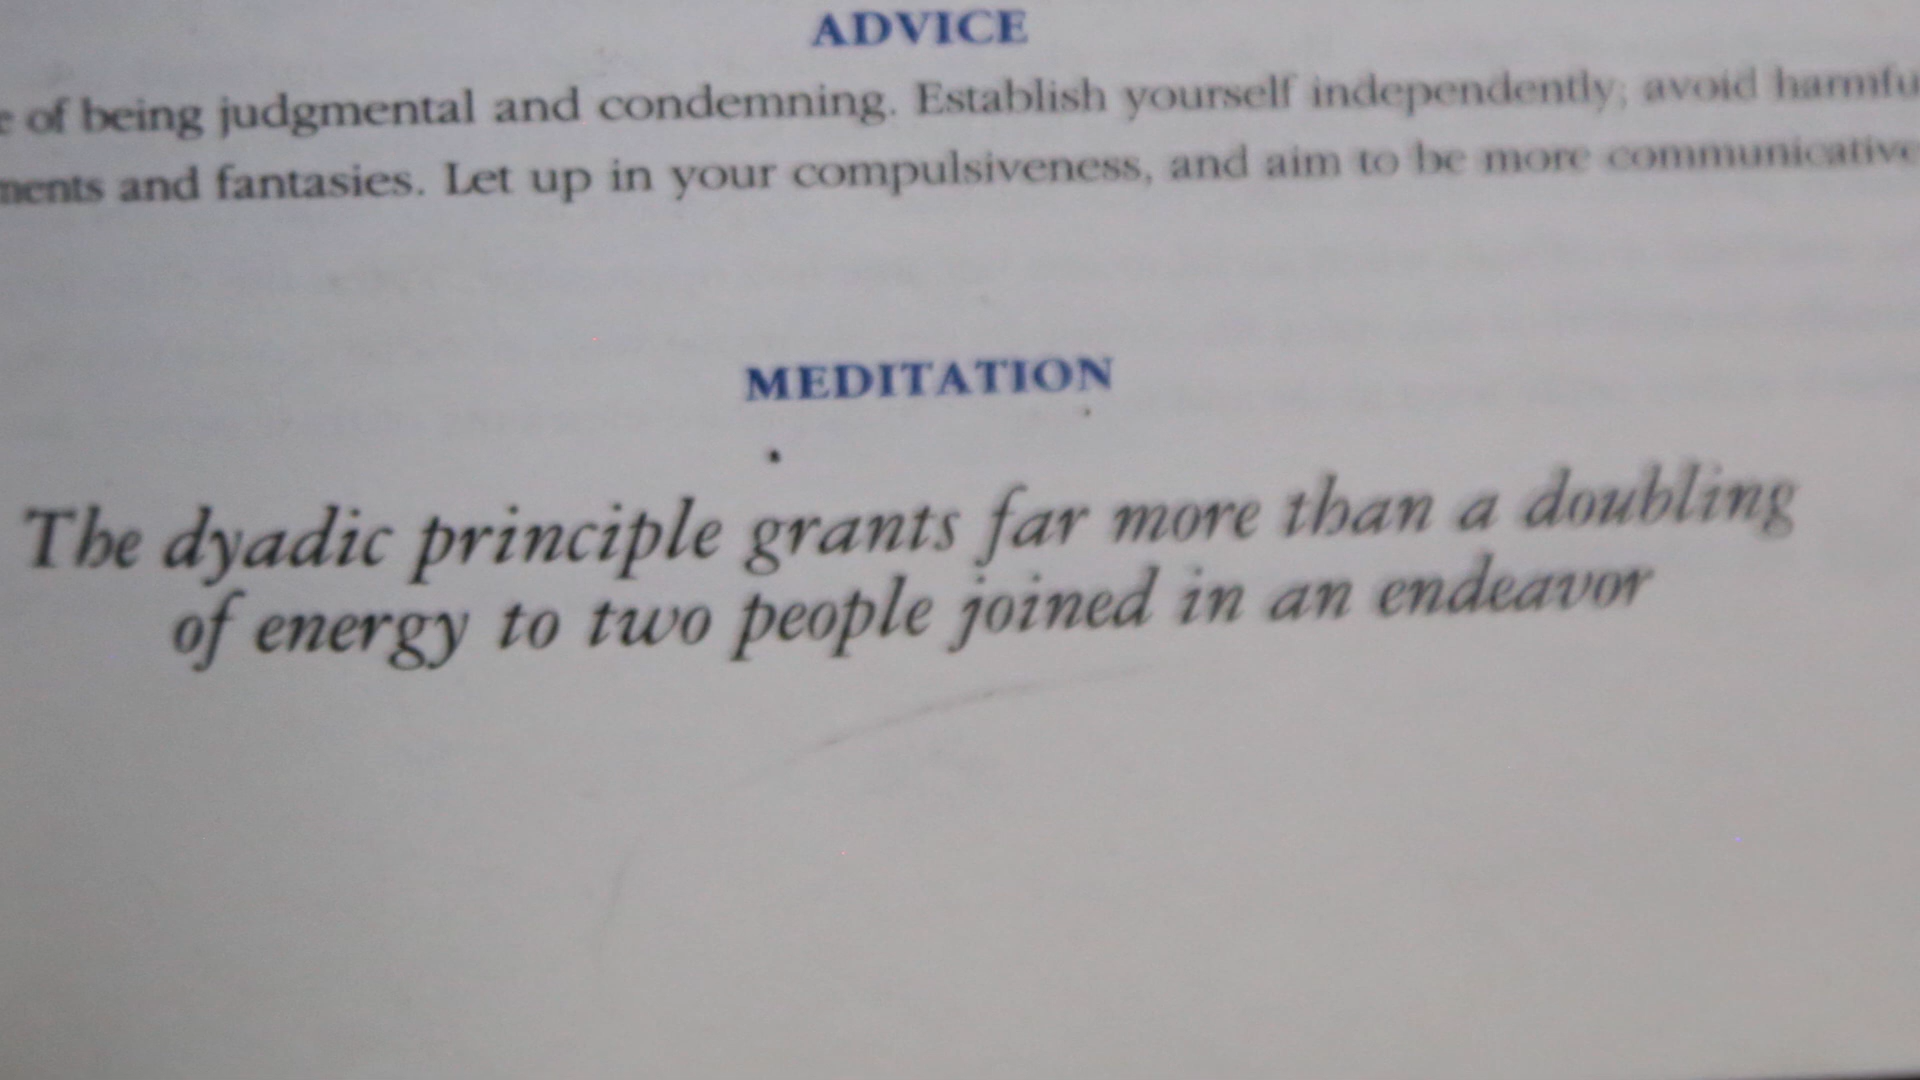 ADVICE
of being judgmental and condemning. Establish yourself independently; avoid
and fantasies. Let up in your compulsiveness, and aim to be more communicative
MEDITATION
The dyadic principle grants far more than a doubling
of energy to two people joined in an endeavor